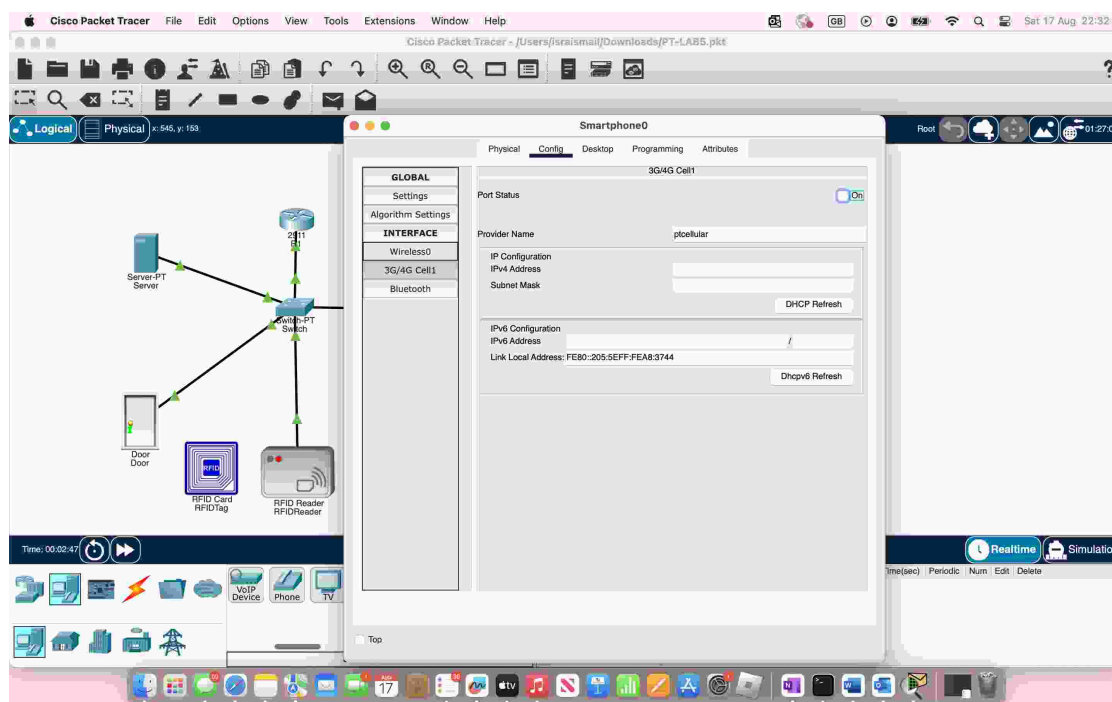 Cisco Packet Tracer File Edit Options View Tools Extensions Window Help GB Sat 17 Aug 22:32
Cisco Packet Tracer - /Users/israismail/Downloads/PT-LAB5.pkt
Logical Physical x: 545, y: 153
Smartphone0
Root 01:27:0
Physical Config Desktop Programming Attributes
GLOBAL
Settings
Algorithm Settings
INTERFACE
Wireless0
3G/4G Cell1
Bluetooth
3G/4G Cell1
Port Status On
Provider Name ptcellular
IP Configuration
IPv4 Address
Subnet Mask
DHCP Refresh
IPv6 Configuration
IPv6 Address /
Link Local Address: FE80::205:5EFF:FEA8:3744
Dhcpv6 Refresh
Top
2911
R1
Server-PT
Server
Switch-PT
Switch
Door
Door
RFID
RFID Card
RFIDTag
RFID Reader
RFIDReader
Time: 00:02:47
Realtime Simulatio
Time(sec) Periodic Num Edit Delete
VoIP
Device
Phone
TV
AUG
17
tv